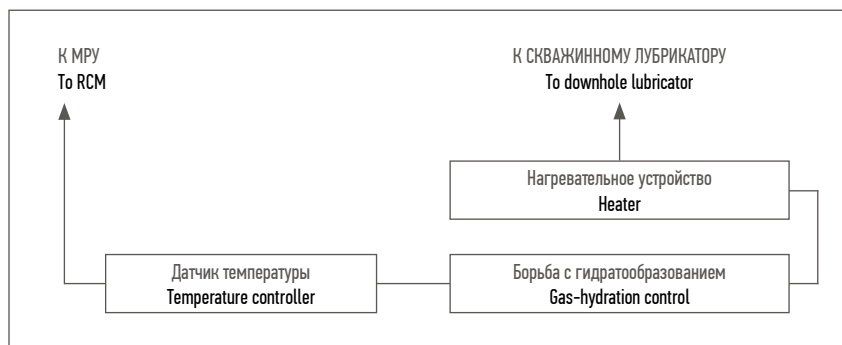 К МРУ
To RCM
К СКВАЖИННОМУ ЛУБРИКАТОРУ
To downhole lubricator
Нагревательное устройство
Heater
Датчик температуры
Temperature controller
Борьба с гидратообразованием
Gas-hydration control